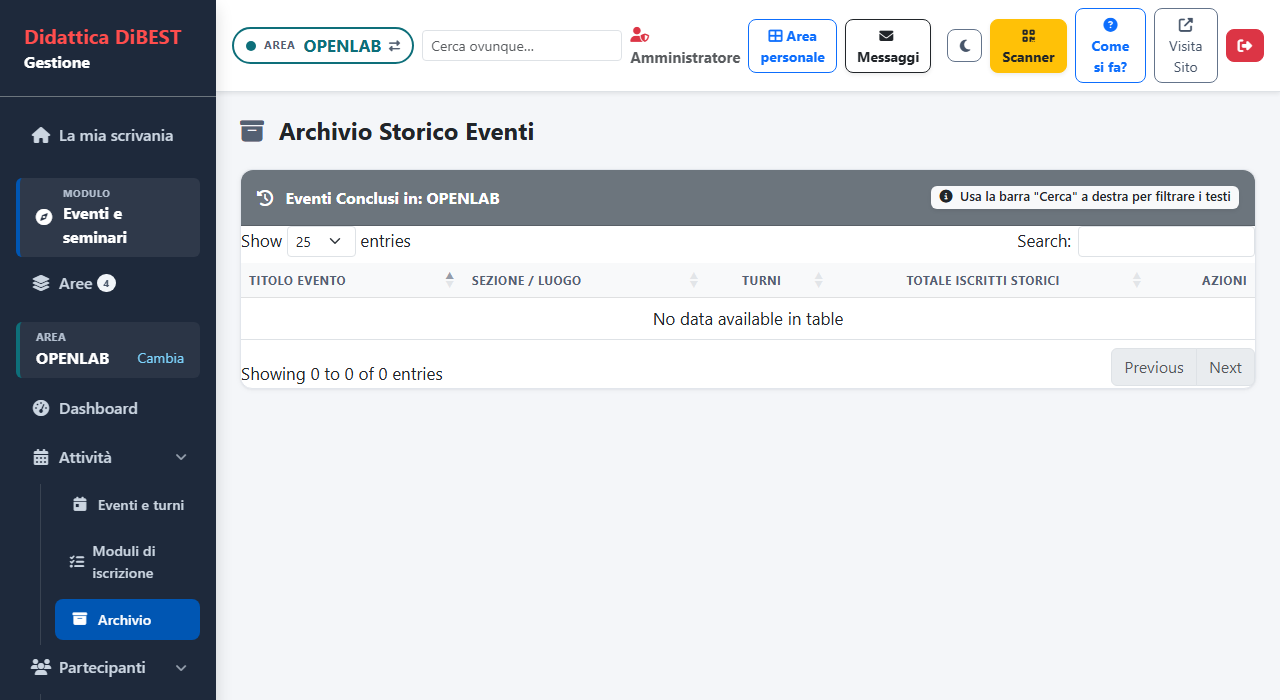 Didattica DiBEST
Gestione
AREA OPENLAB
Cerca ovunque...
Amministratore
Area personale
Messaggi
Scanner
Come si fa?
Visita Sito
La mia scrivania
MODULO
Eventi e seminari
Aree 4
AREA
OPENLAB Cambia
Dashboard
Attività
Eventi e turni
Moduli di iscrizione
Archivio
Partecipanti
Archivio Storico Eventi
Eventi Conclusi in: OPENLAB
Usa la barra "Cerca" a destra per filtrare i testi
Show 25 entries
Search:
TITOLO EVENTO SEZIONE / LUOGO TURNI TOTALE ISCRITTI STORICI AZIONI
No data available in table
Showing 0 to 0 of 0 entries
Previous Next